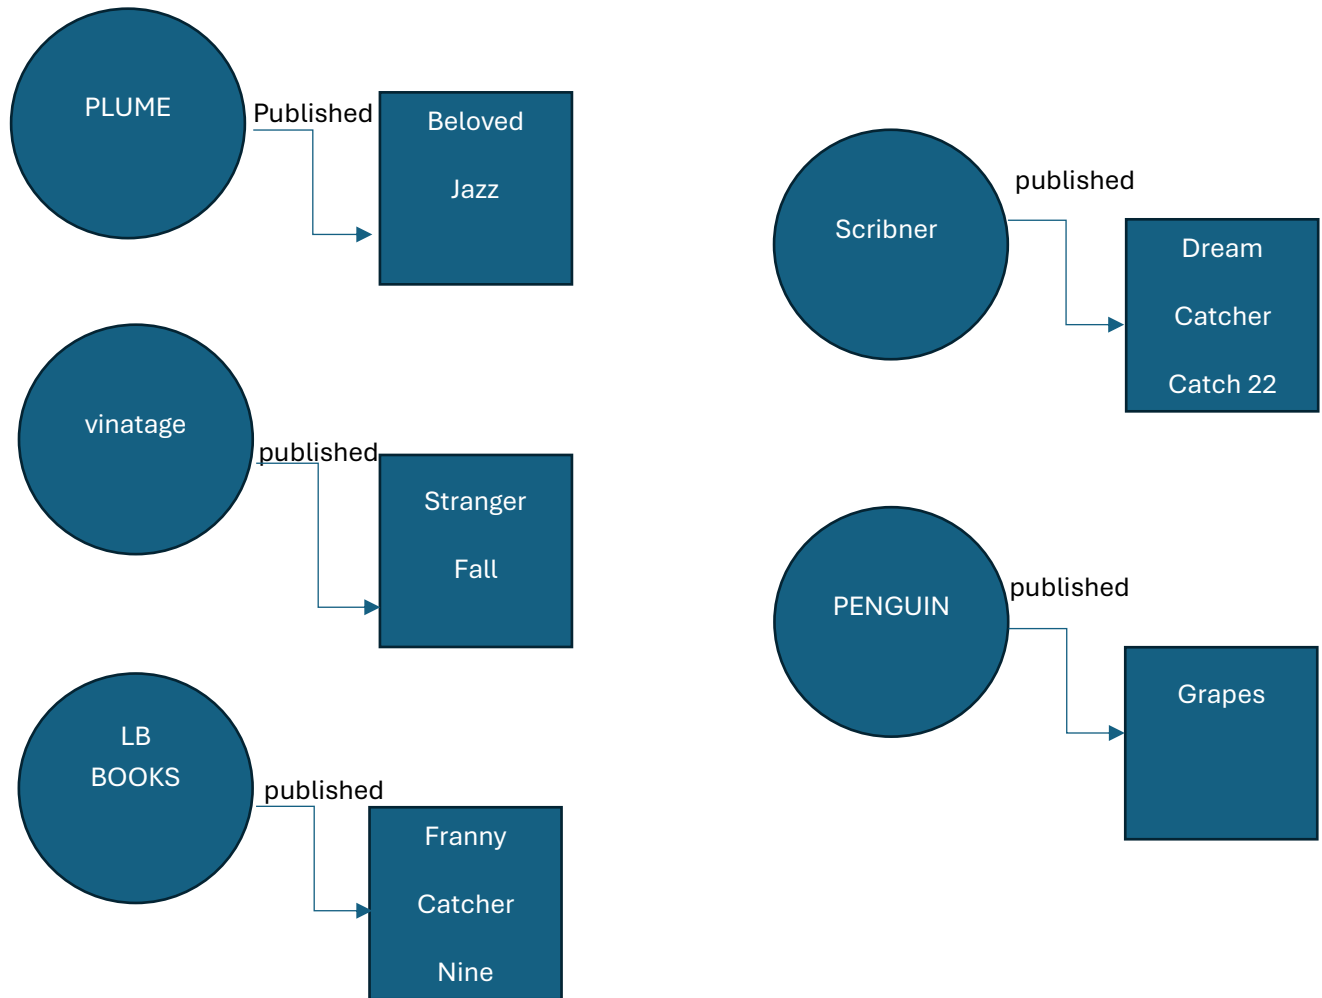 PLUME
Published
Beloved
Jazz
vinatage
published
Stranger
Fall
LB
BOOKS
published
Franny
Catcher
Nine
Scribner
published
Dream
Catcher
Catch 22
PENGUIN
published
Grapes